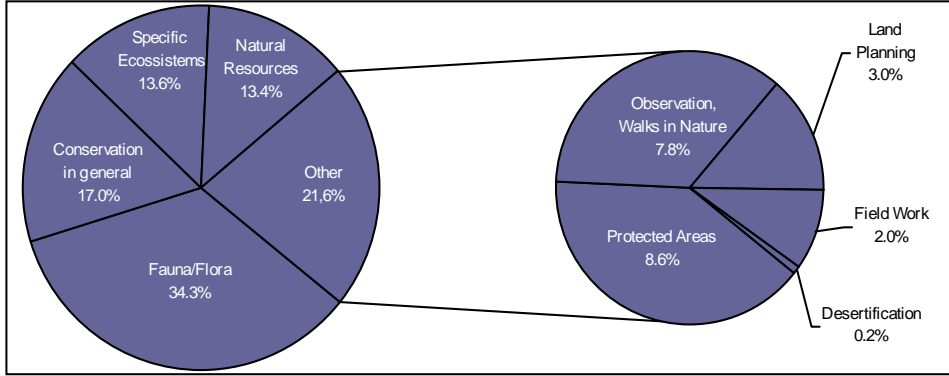 Specific
Ecossistems
13.6%
Natural
Resources
13.4%
Conservation
in general
17.0%
Other
21,6%
Fauna/Flora
34.3%
Observation,
Walks in Nature
7.8%
Land
Planning
3.0%
Field Work
2.0%
Protected Areas
8.6%
Desertification
0.2%